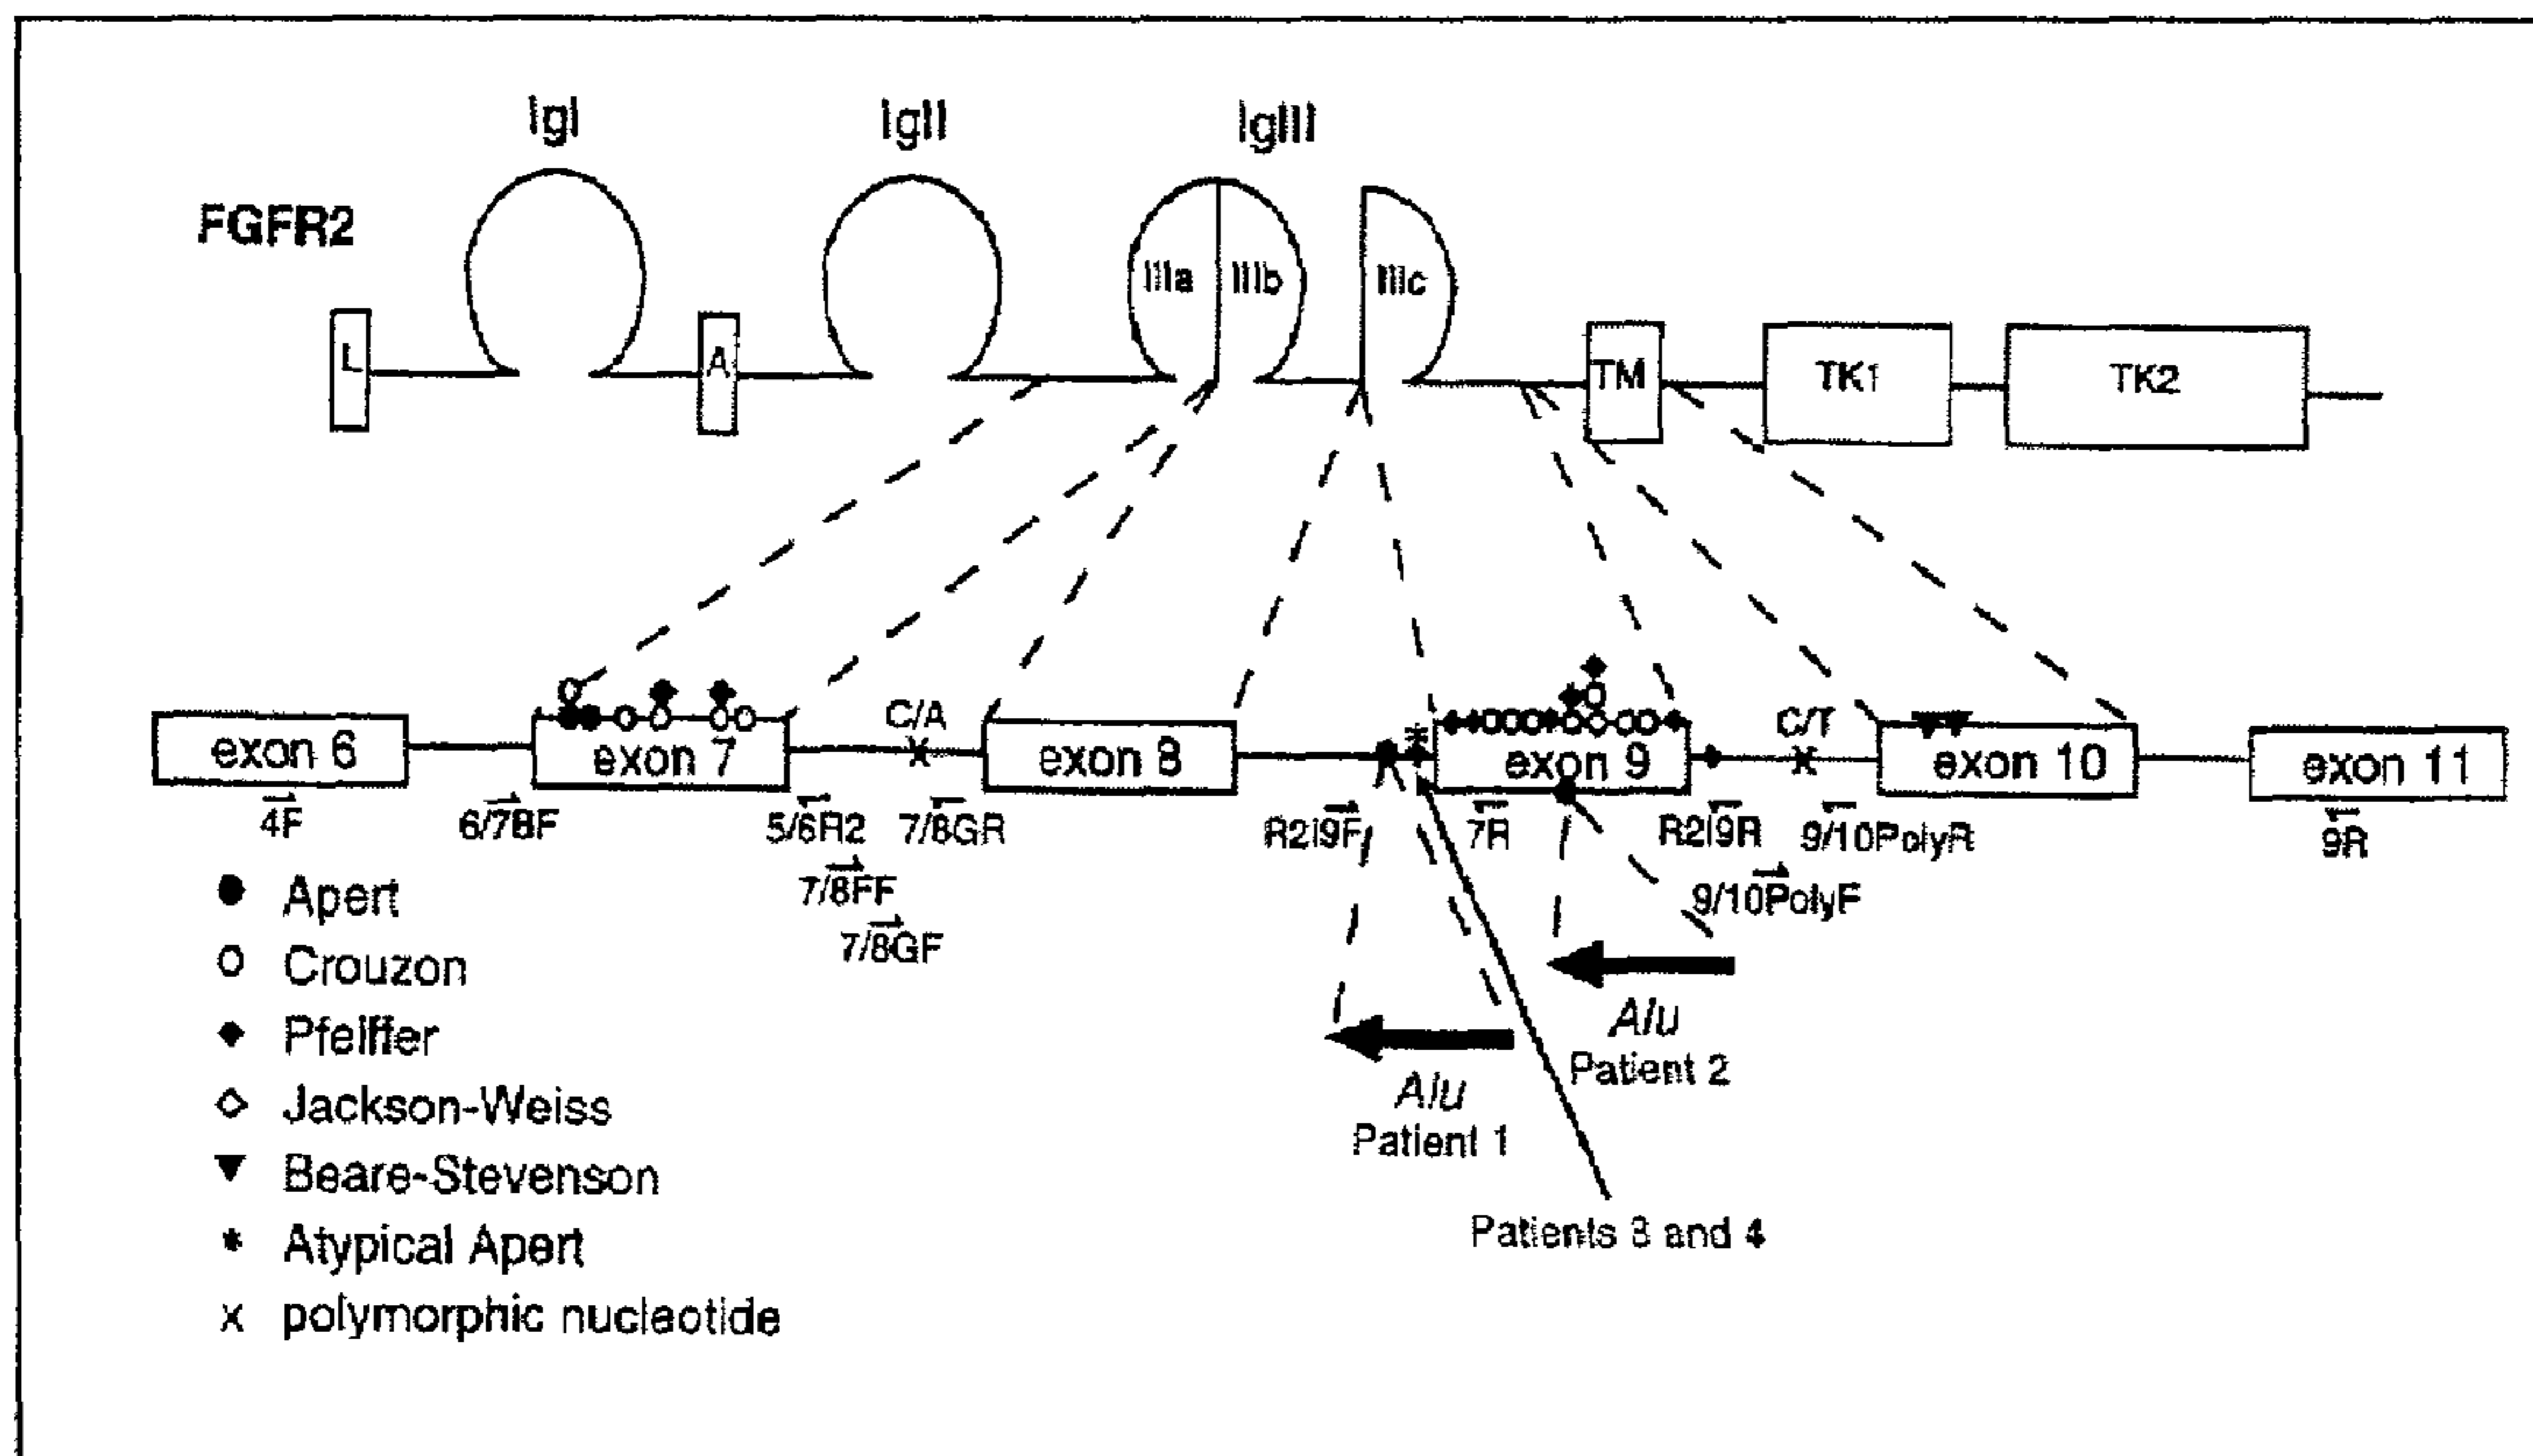 IgI IgII IgIII
FGFR2
IIIa IIIb IIIc
L A TM TK1 TK2
C/A C/T
exon 6 exon 7 exon 8 exon 9 exon 10 exon 11
4F 6/7BF 5/6R2 7/8GR R2i9F 7R R2i9R 9/10PolyR 9R
7/8FF 9/10PolyF
7/8GF
Apert
Crouzon
Pfeiffer
Jackson-Weiss
Beare-Stevenson
Atypical Apert
polymorphic nuclaotide
Alu
Patient 2
Alu
Patient 1
Patients 3 and 4